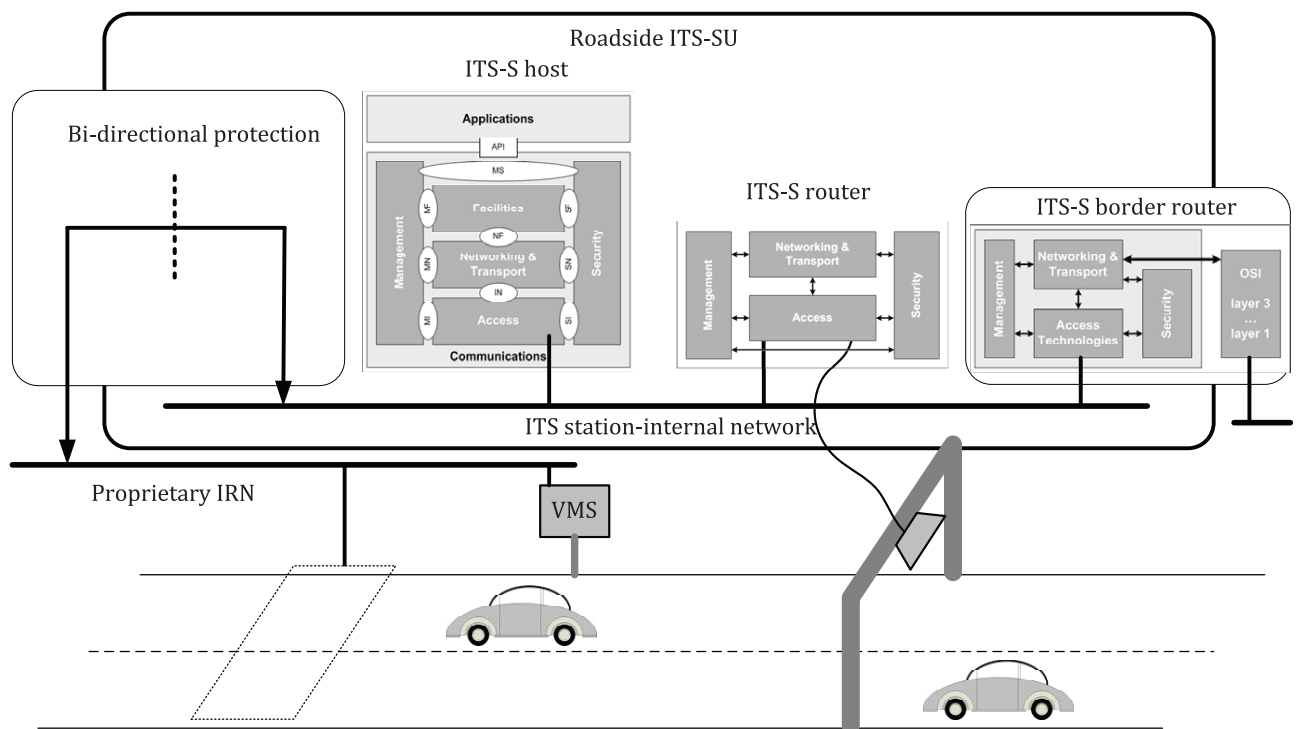 Roadside ITS-SU
ITS-S host
Bi-directional protection
Applications
API
MS
Management
MF
Facilities
SF
Security
NF
MN
Networking &
Transport
SN
IN
MI
Access
SI
Communications
ITS-S router
Management
Networking &
Transport
Access
Security
ITS-S border router
Management
Networking &
Transport
Access
Technologies
Security
OSI
layer 3
...
layer 1
ITS station-internal network
Proprietary IRN
VMS